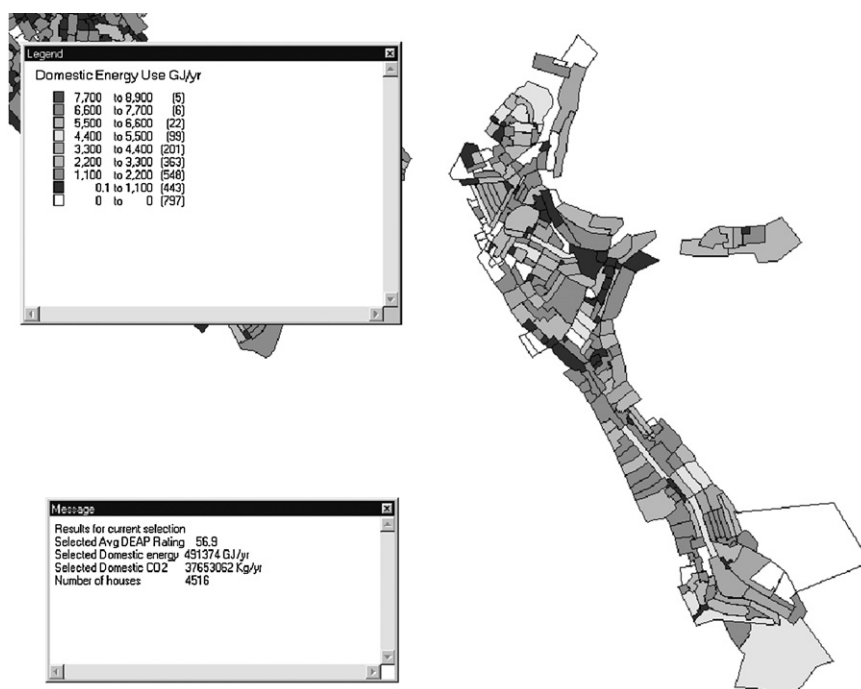 Legend
Domestic Energy Use GJ/yr
7,700 to 8,900 (5)
6,600 to 7,700 (6)
5,500 to 6,600 (22)
4,400 to 5,500 (99)
3,300 to 4,400 (201)
2,200 to 3,300 (363)
1,100 to 2,200 (548)
0.1 to 1,100 (443)
0 to 0 (797)
Message
Results for current selection
Selected Avg DEAP Rating 56.9
Selected Domestic energy 491374 GJ/yr
Selected Domestic CO2 37653062 Kg/yr
Number of houses 4516